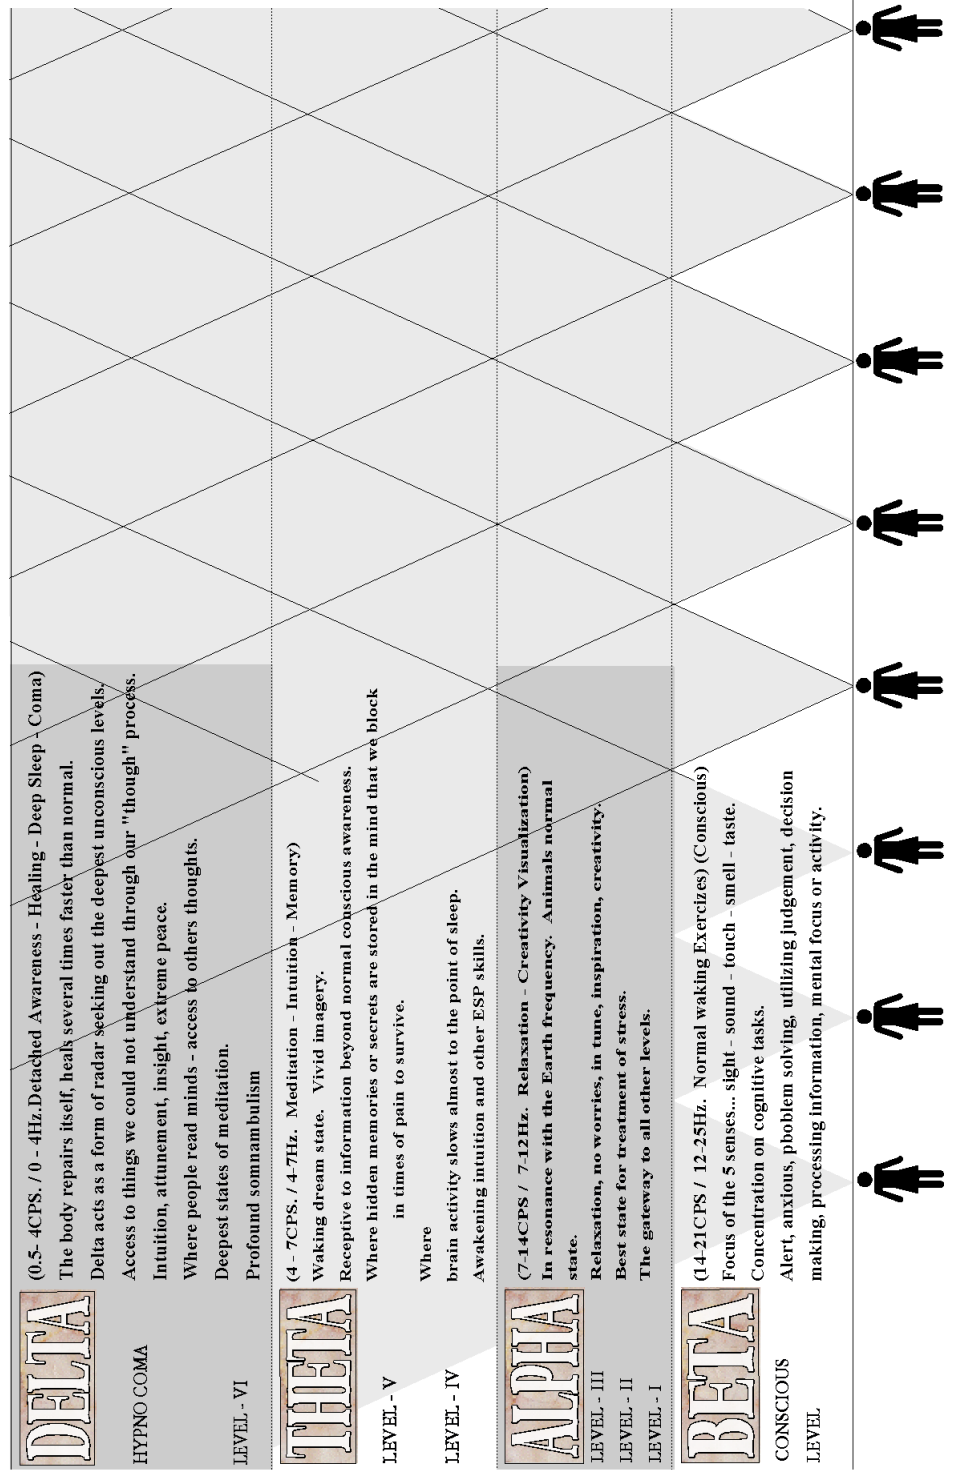 DELTA
(0.5- 4CPS. / 0 - 4Hz.Detached Awareness - Healing - Deep Sleep - Coma)
The body repairs itself, heals several times faster than normal.
Delta acts as a form of radar seeking out the deepest unconscious levels.
HYPNO COMA
Access to things we could not understand through our "though" process.
Intuition, attunement, insight, extreme peace.
Where people read minds - access to others thoughts.
Deepest states of meditation.
LEVEL - VI
Profound somnambulism
THETA
(4 - 7CPS. / 4-7Hz. Meditation - Intuition - Memory)
Waking dream state. Vivid imagery.
Receptive to information beyond normal conscious awareness.
Where hidden memories or secrets are stored in the mind that we block
LEVEL - V
in times of pain to survive.
Where
LEVEL - IV
brain activity slows almost to the point of sleep.
Awakening intuition and other ESP skills.
ALPHA
(7-14CPS / 7-12Hz. Relaxation - Creativity Visualization)
In resonance with the Earth frequency. Animals normal
state.
LEVEL - III
Relaxation, no worries, in tune, inspiration, creativity.
LEVEL - II
Best state for treatment of stress.
LEVEL - I
The gateway to all other levels.
BETA
(14-21CPS / 12-25Hz. Normal waking Exercizes) (Conscious)
Focus of the 5 senses... sight - sound - touch - smell - taste.
Concentration on cognitive tasks.
CONSCIOUS
Alert, anxious, pboblem solving, utilizing judgement, decision
LEVEL
making, processing information, mental focus or activity.